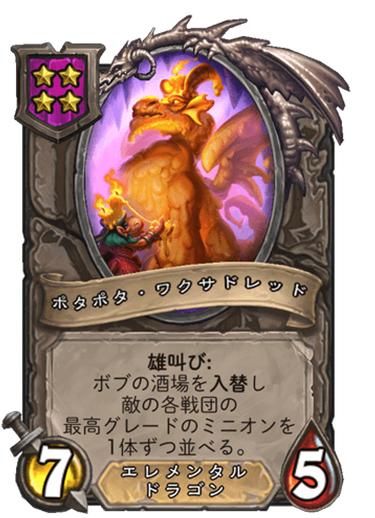 ポタポタ・ワクサドレッド
雄叫び:
ボブの酒場を入替し
敵の各戦団の
最高グレードのミニオンを
1体ずつ並べる。
7
エレメンタル
ドラゴン
5